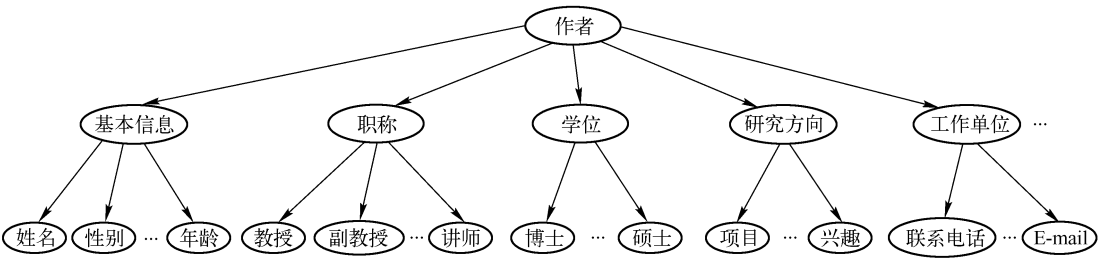 作者
基本信息 职称 学位 研究方向 工作单位 …
姓名 性别 … 年龄 教授 副教授 … 讲师 博士 … 硕士 项目 … 兴趣 联系电话 … E-mail